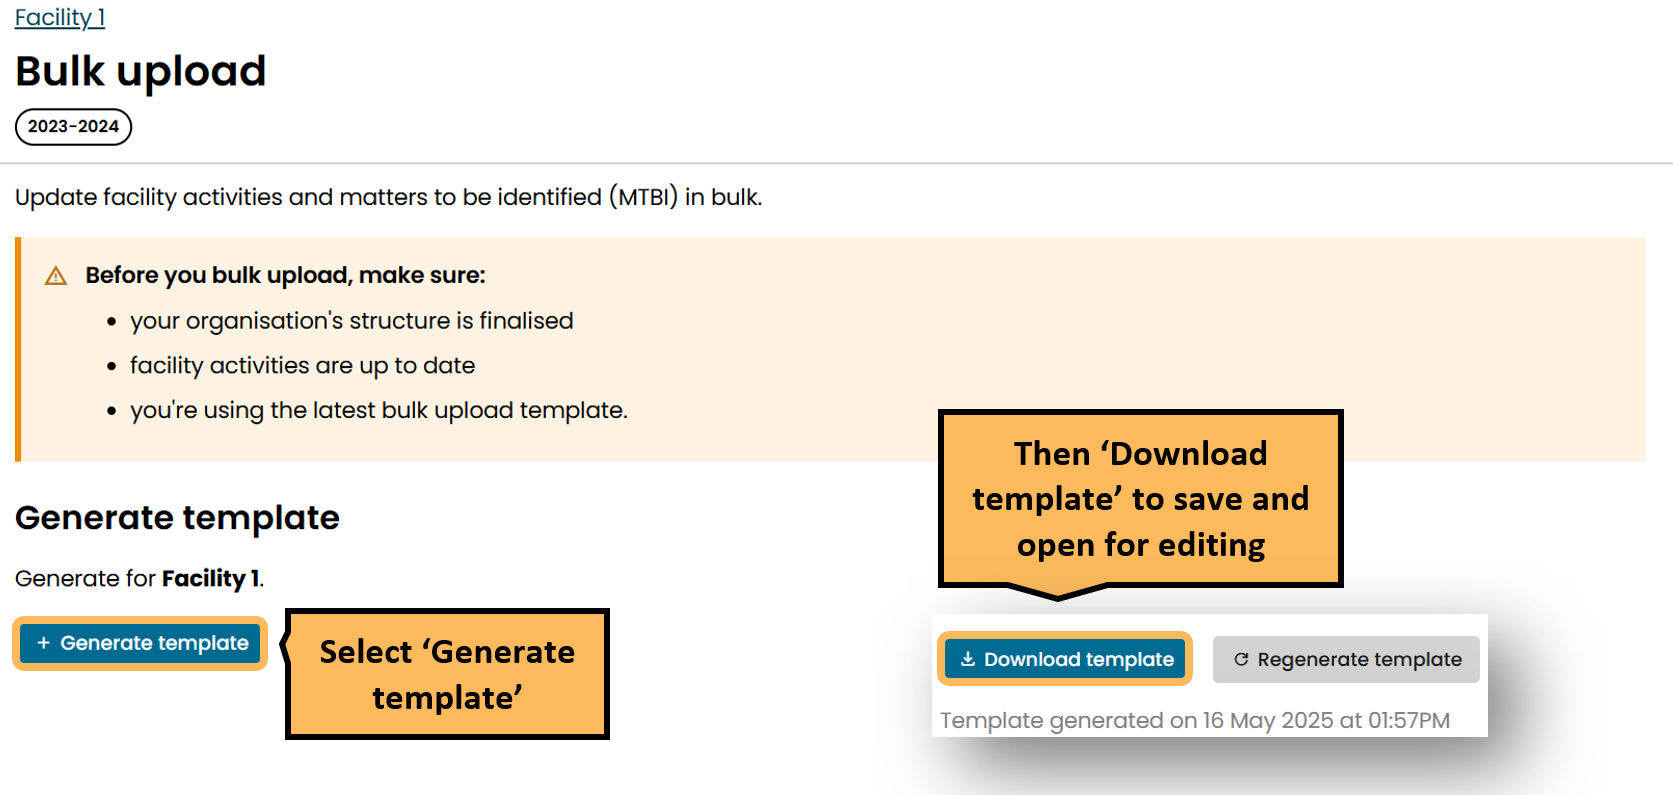 Facility 1
Bulk upload
2023-2024
Update facility activities and matters to be identified (MTBI) in bulk.
Before you bulk upload, make sure:
• your organisation's structure is finalised
• facility activities are up to date
• you're using the latest bulk upload template.
Generate template
Generate for Facility 1.
+ Generate template
Select ‘Generate
template’
Then ‘Download
template’ to save and
open for editing
Download template
Regenerate template
Template generated on 16 May 2025 at 01:57PM